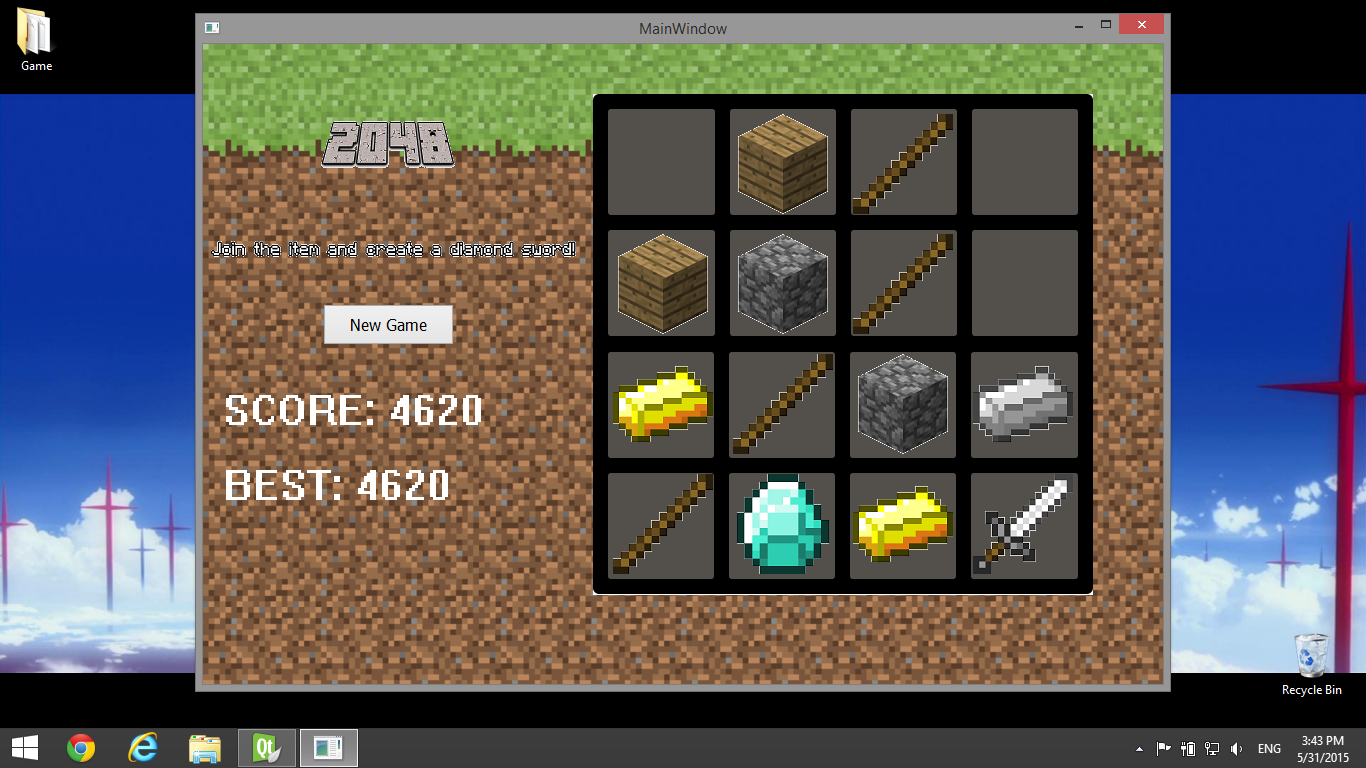 Game
MainWindow
2048
Join the item and create a diamond sword!
New Game
SCORE: 4620
BEST: 4620
Recycle Bin
Qt
ENG
3:43 PM
5/31/2015